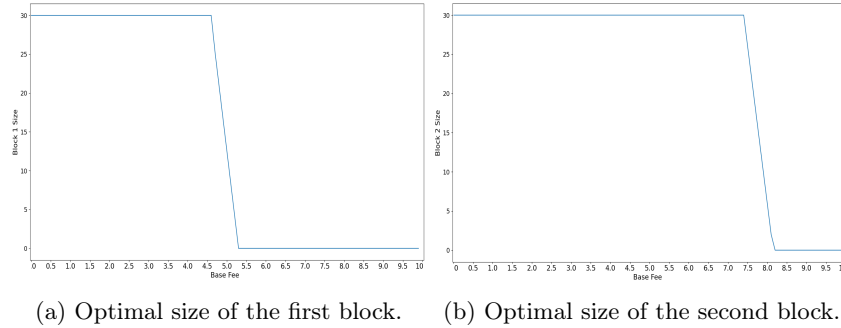 30
25
20
15
10
5
0
Block 1 Size
0 0.5 1.0 1.5 2.0 2.5 3.0 3.5 4.0 4.5 5.0 5.5 6.0 6.5 7.0 7.5 8.0 8.5 9.0 9.5 10
Base Fee
30
25
20
15
10
5
0
Block 2 Size
0 0.5 1.0 1.5 2.0 2.5 3.0 3.5 4.0 4.5 5.0 5.5 6.0 6.5 7.0 7.5 8.0 8.5 9.0 9.5
Base Fee
(a) Optimal size of the first block.
(b) Optimal size of the second block.